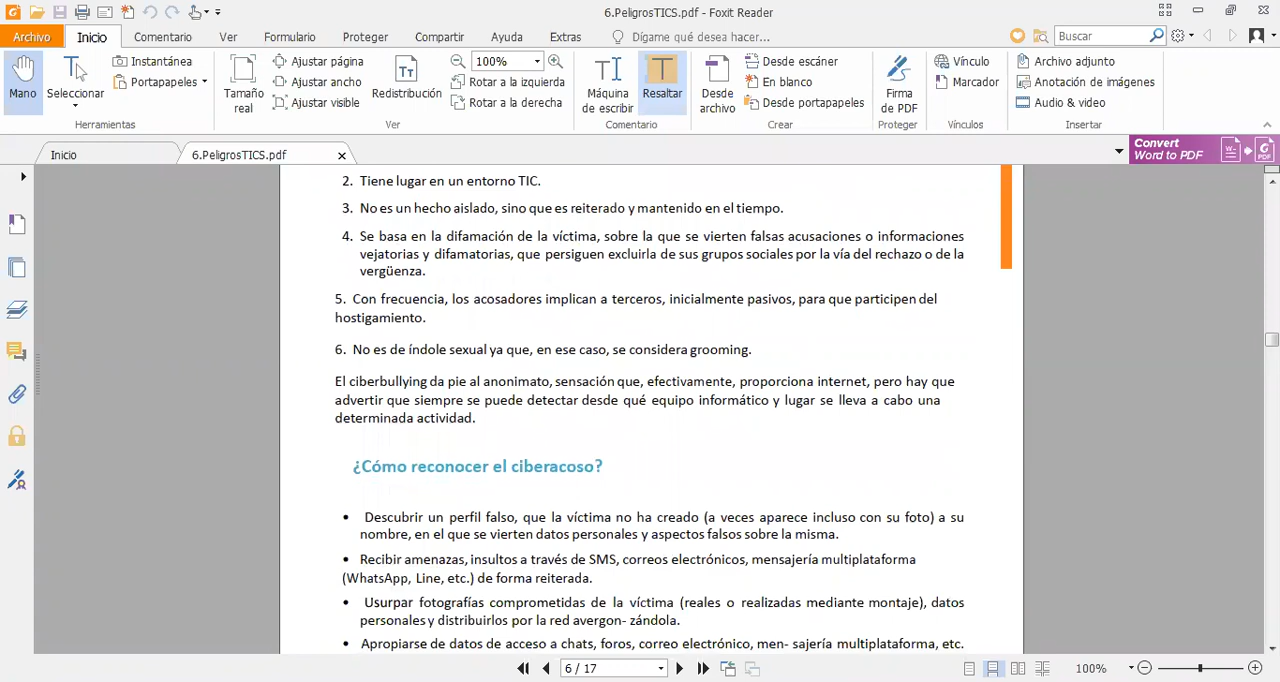 6.PeligrosTICS.pdf - Foxit Reader
Archivo Inicio Comentario Ver Formulario Proteger Compartir Ayuda Extras Dígame qué desea hacer... Buscar
Mano
Seleccionar
Instantánea
Portapapeles
Herramientas
Tamaño real
Ajustar página
Ajustar ancho
Ajustar visible
Redistribución
100%
Rotar a la izquierda
Rotar a la derecha
Ver
Máquina de escribir
Resaltar
Comentario
Desde archivo
Desde escáner
En blanco
Desde portapapeles
Crear
Firma de PDF
Proteger
Vínculo
Marcador
Vínculos
Archivo adjunto
Anotación de imágenes
Audio & video
Insertar
Inicio
6.PeligrosTICS.pdf
Convert
Word to PDF
PDF
2. Tiene lugar en un entorno TIC.
3. No es un hecho aislado, sino que es reiterado y mantenido en el tiempo.
4. Se basa en la difamación de la víctima, sobre la que se vierten falsas acusaciones o informaciones
vejatorias y difamatorias, que persiguen excluirla de sus grupos sociales por la vía del rechazo o de la
vergüenza.
5. Con frecuencia, los acosadores implican a terceros, inicialmente pasivos, para que participen del
hostigamiento.
6. No es de índole sexual ya que, en ese caso, se considera grooming.
El ciberbullying da pie al anonimato, sensación que, efectivamente, proporciona internet, pero hay que
advertir que siempre se puede detectar desde qué equipo informático y lugar se lleva a cabo una
determinada actividad.
¿Cómo reconocer el ciberacoso?
• Descubrir un perfil falso, que la víctima no ha creado (a veces aparece incluso con su foto) a su
nombre, en el que se vierten datos personales y aspectos falsos sobre la misma.
• Recibir amenazas, insultos a través de SMS, correos electrónicos, mensajería multiplataforma
(WhatsApp, Line, etc.) de forma reiterada.
• Usurpar fotografías comprometidas de la víctima (reales o realizadas mediante montaje), datos
personales y distribuirlos por la red avergon- zándola.
• Apropiarse de datos de acceso a chats, foros, correo electrónico, men- sajería multiplataforma, etc.
6 / 17
100%